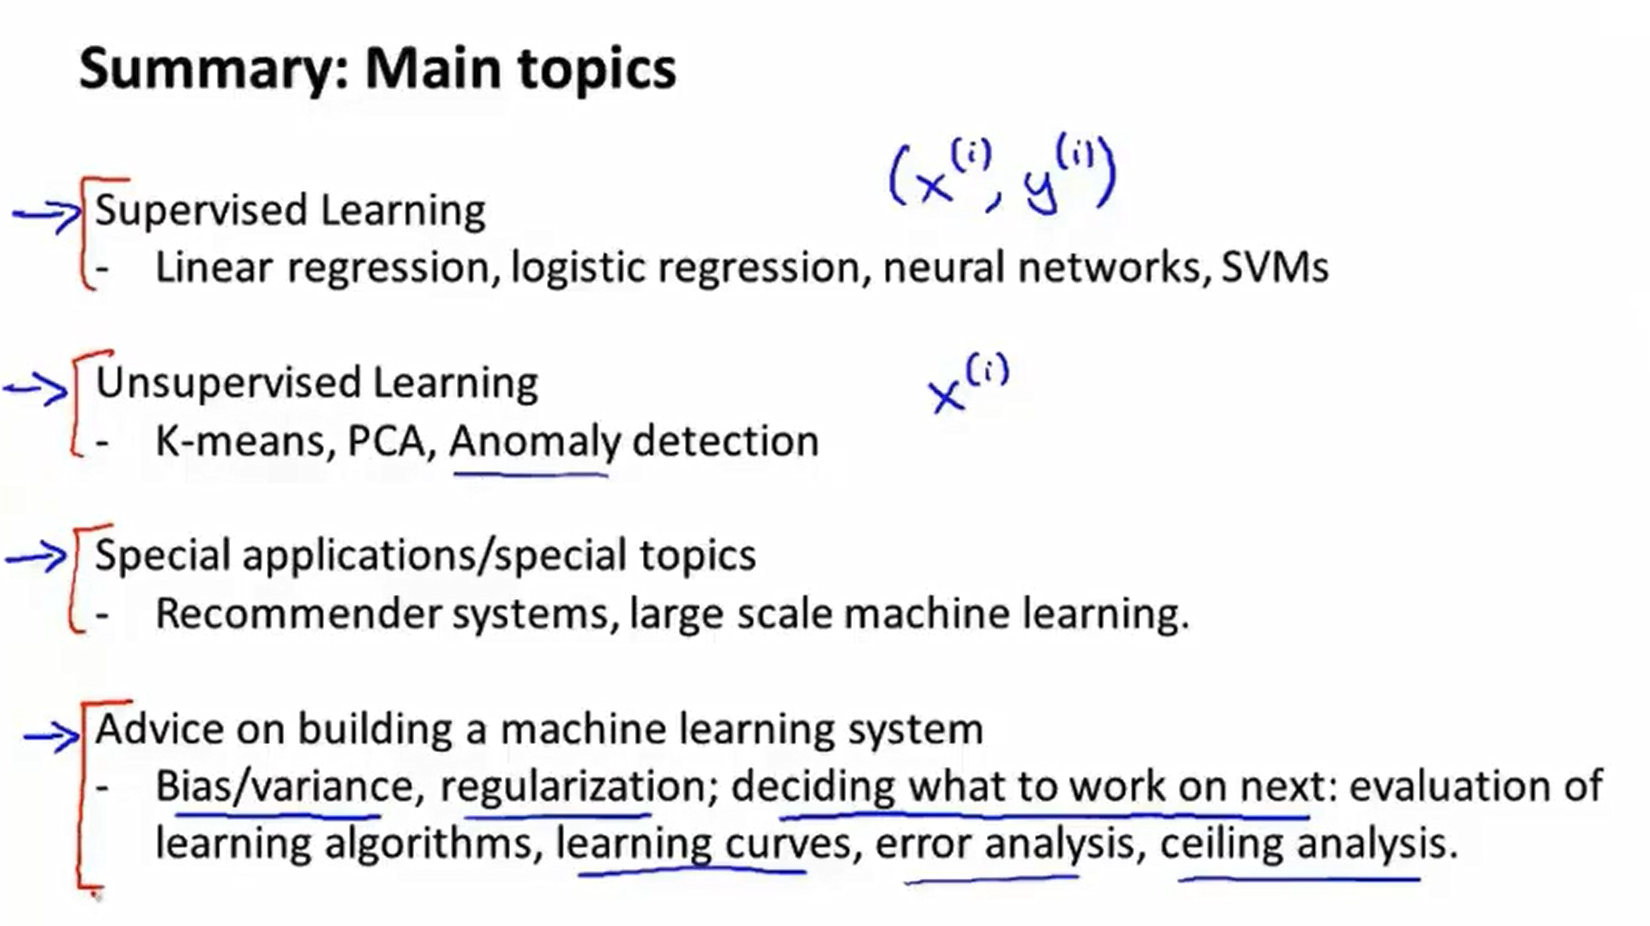 Summary: Main topics
(x^(i), y^(i))
Supervised Learning
- Linear regression, logistic regression, neural networks, SVMs
Unsupervised Learning
x^(i)
- K-means, PCA, Anomaly detection
Special applications/special topics
- Recommender systems, large scale machine learning.
Advice on building a machine learning system
- Bias/variance, regularization; deciding what to work on next: evaluation of
learning algorithms, learning curves, error analysis, ceiling analysis.